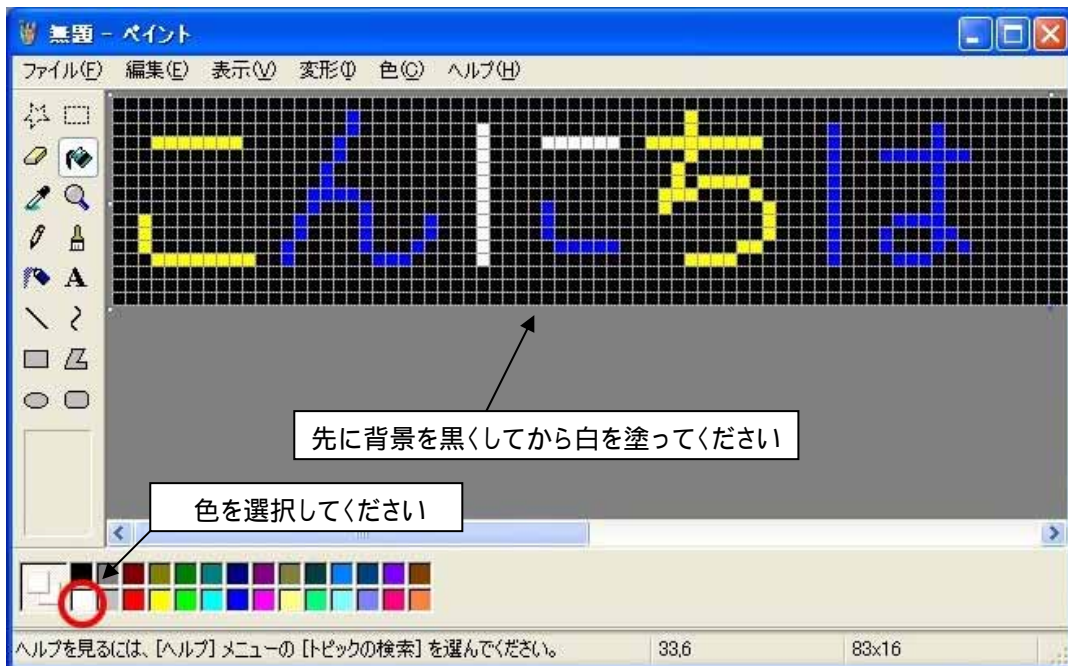 無題 - ペイント
ファイル(F) 編集(E) 表示(V) 変形(I) 色(C) ヘルプ(H)
こんにちは
A
先に背景を黒くしてから白を塗ってください
色を選択してください
ヘルプを見るには、[ヘルプ] メニューの [トピックの検索] を選んでください。 33,6 83x16